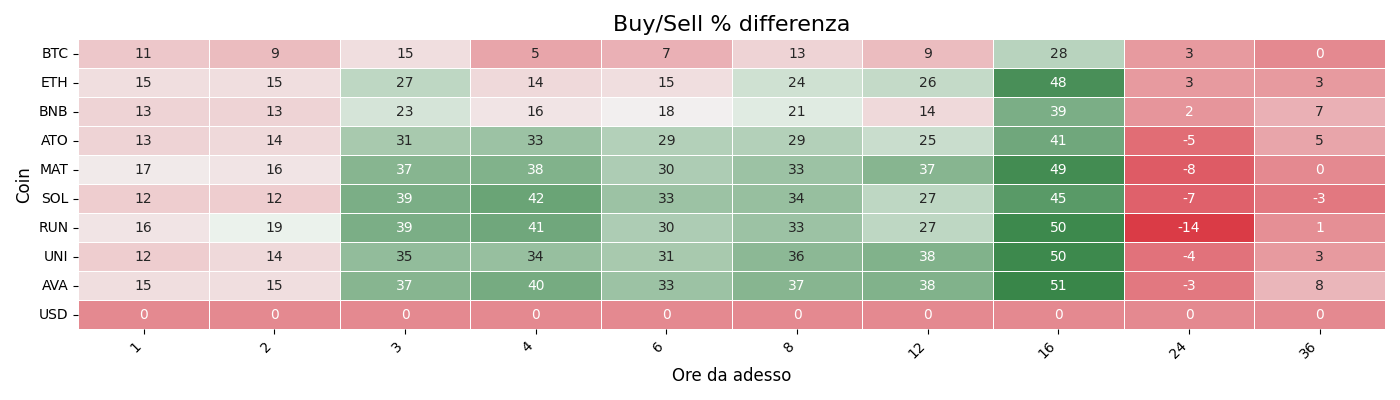 Buy/Sell % differenza
Coin
BTC 11 9 15 5 7 13 9 28 3 0
ETH 15 15 27 14 15 24 26 48 3 3
BNB 13 13 23 16 18 21 14 39 2 7
ATO 13 14 31 33 29 29 25 41 -5 5
MAT 17 16 37 38 30 33 37 49 -8 0
SOL 12 12 39 42 33 34 27 45 -7 -3
RUN 16 19 39 41 30 33 27 50 -14 1
UNI 12 14 35 34 31 36 38 50 -4 3
AVA 15 15 37 40 33 37 38 51 -3 8
USD 0 0 0 0 0 0 0 0 0 0
1 2 3 4 6 8 12 16 24 36
Ore da adesso